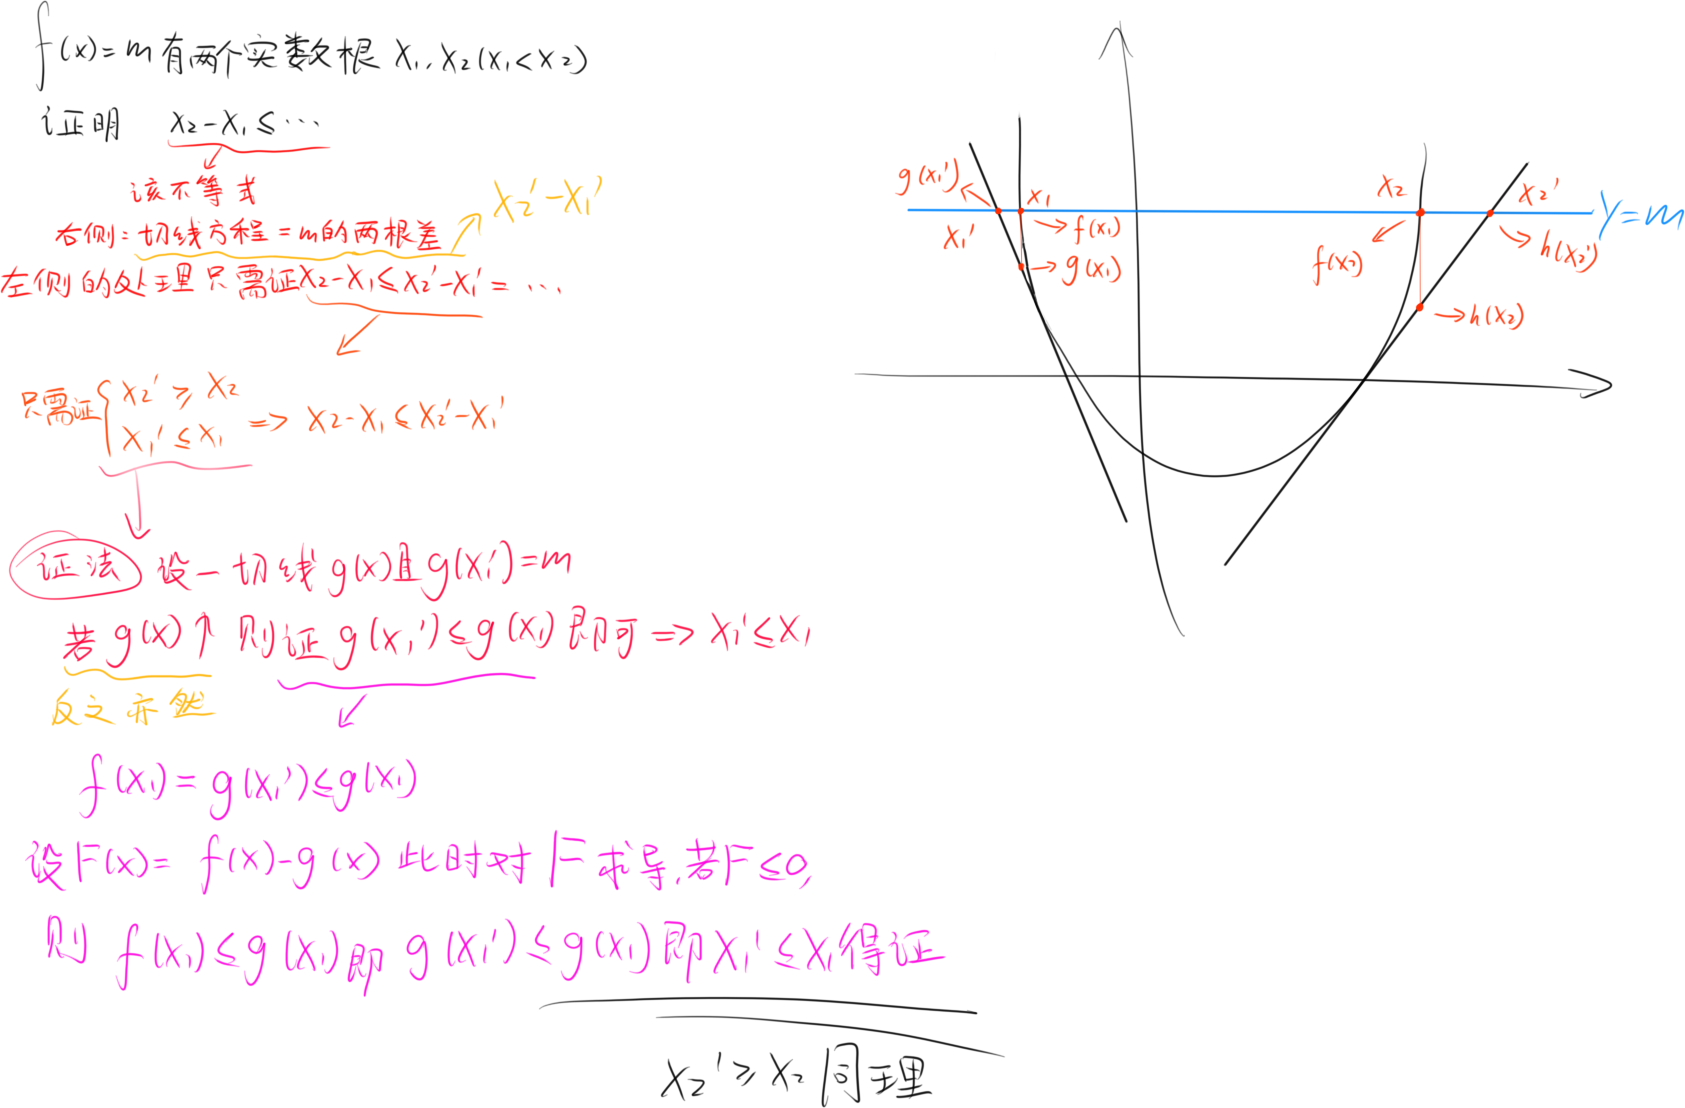 f(x)=m有两个实数根 x₁,x₂(x₁<x₂)
证明 x₂-x₁≤⋯
该不等式
右侧:切线方程=m的两根差
x₂'-x₁'
左侧的处理只需证x₂-x₁≤x₂'-x₁'=⋯
只需证{x₂'≥x₂
x₁'≤x₁
=> x₂-x₁≤x₂'-x₁'
证法 设一切线g(x)且g(x₁')=m
若g(x)↑ 则证g(x₁')≤g(x₁)即可=> x₁'≤x₁
反之亦然
f(x₁)=g(x₁')≤g(x₁)
设F(x)= f(x)-g(x) 此时对F求导,若F≤0,
则 f(x₁)≤g(x₁)即 g(x₁')≤g(x₁)即x₁'≤x₁得证
x₂'≥x₂同理
g(x₁')
x₁
x₂
x₂'
x₁'
f(x₁)
g(x₁)
f(x₂)
h(x₂')
h(x₂)
y=m